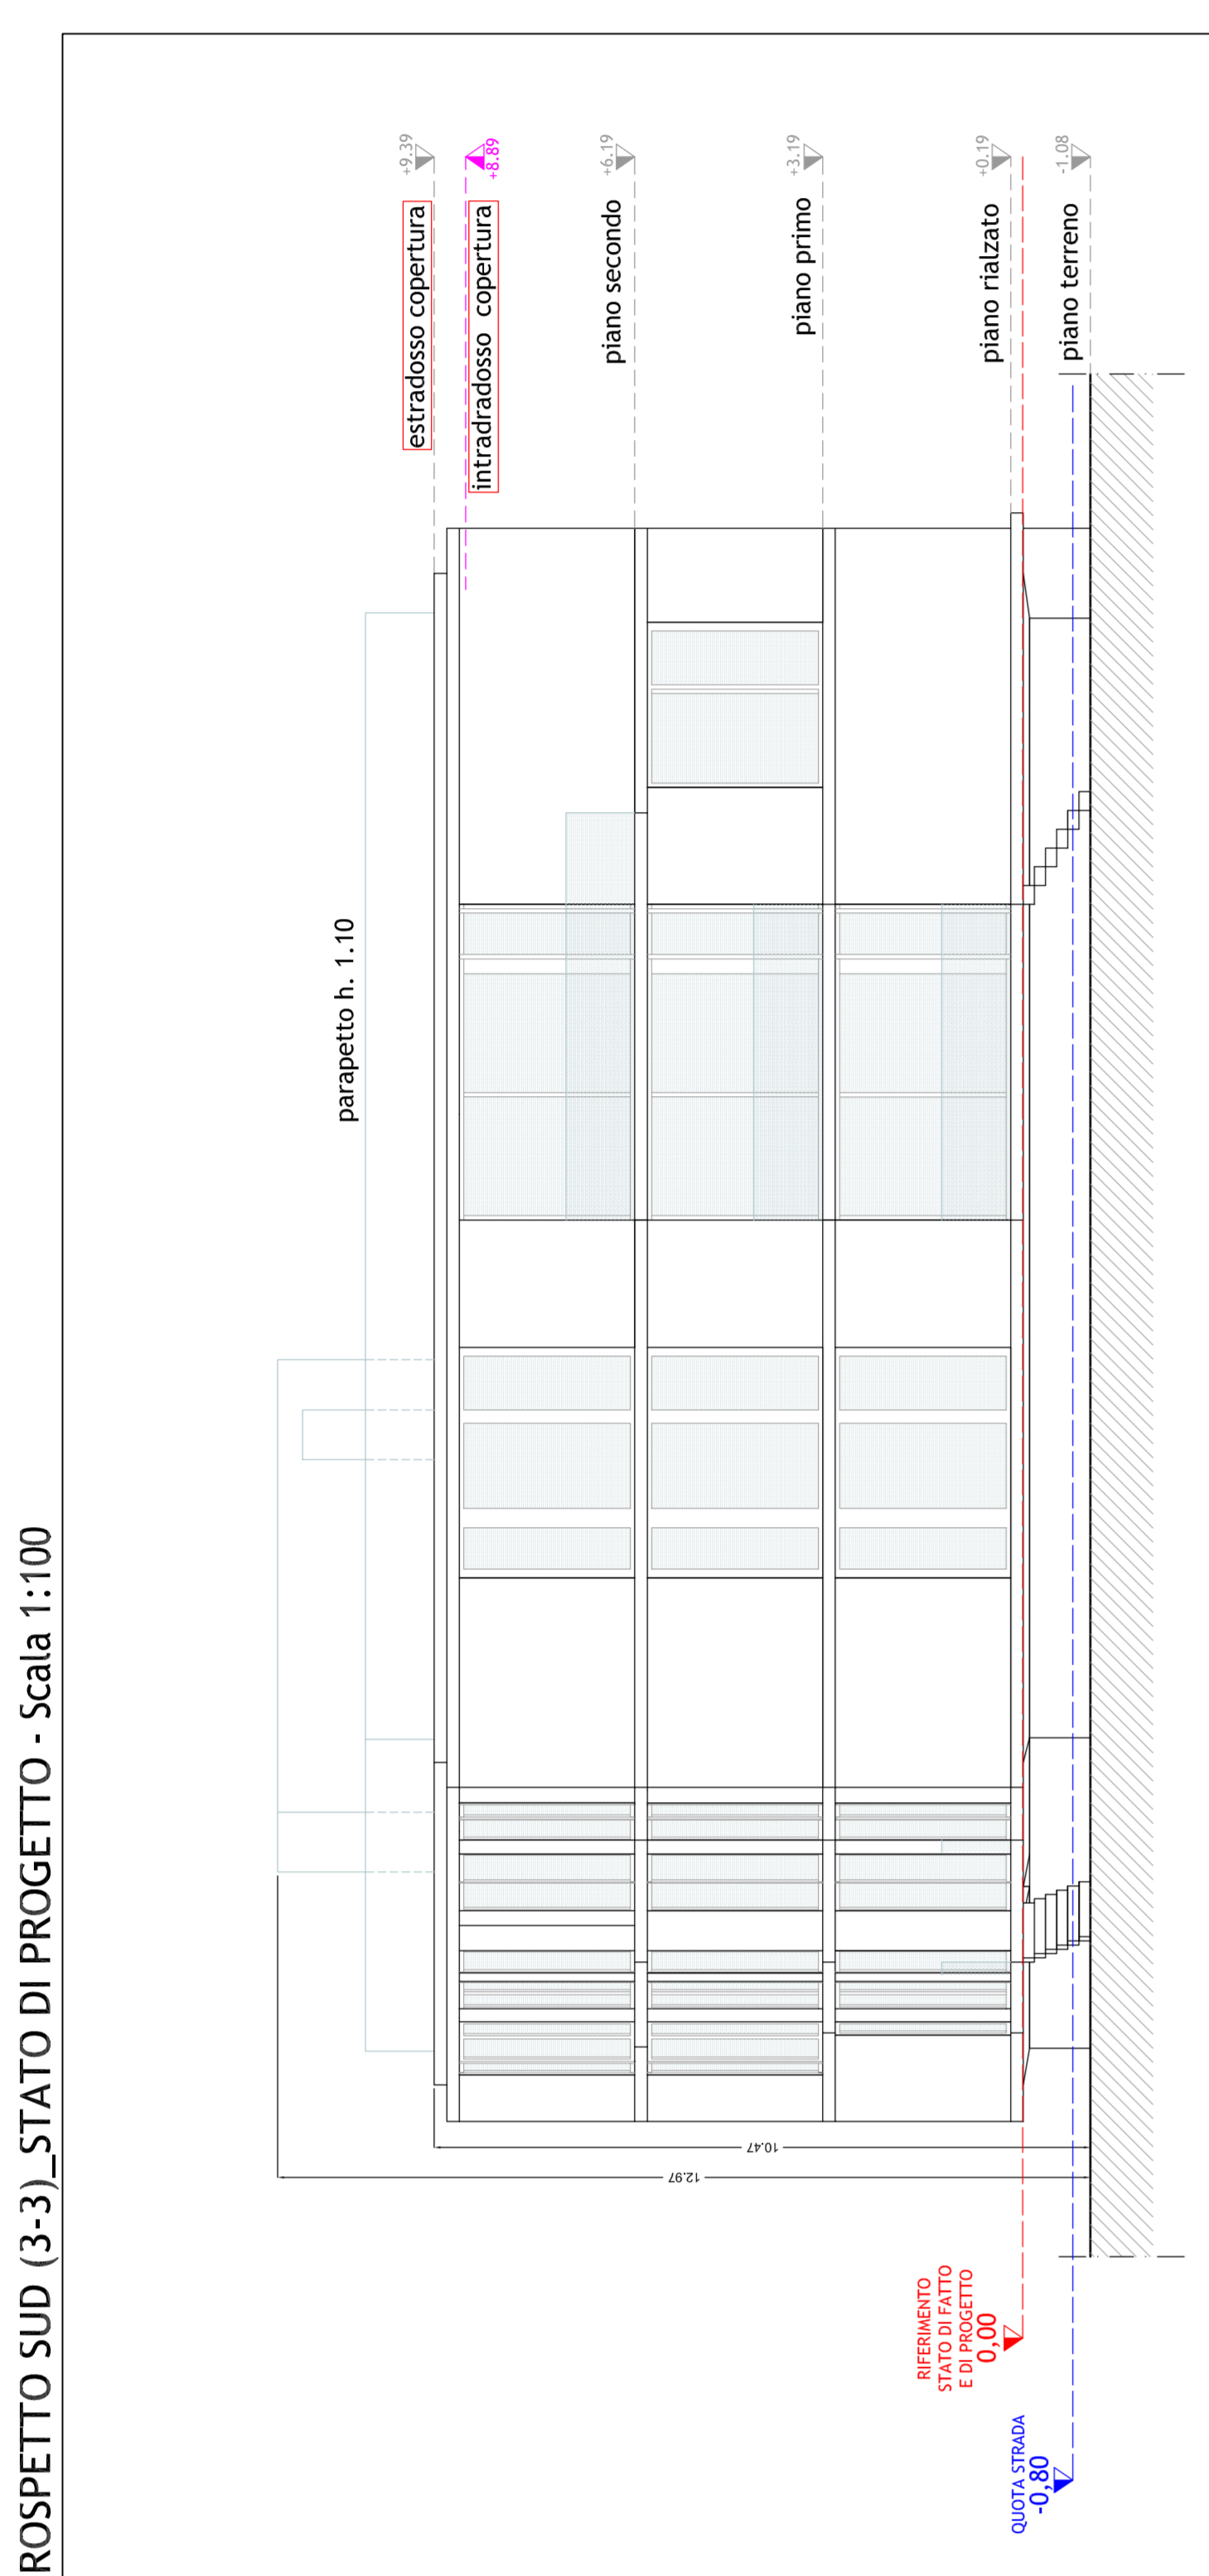 ROSPETTO SUD (3-3)_STATO DI PROGETTO - Scala 1:100
parapetto h. 1.10
+9.39
estradosso copertura
+8.89
intradradosso copertura
+6.19
piano secondo
+3.19
piano primo
+0.19
piano rialzato
-1.08
piano terreno
10.47
12.97
RIFERIMENTO
STATO DI FATTO
E DI PROGETTO
0,00
QUOTA STRADA
-0,80